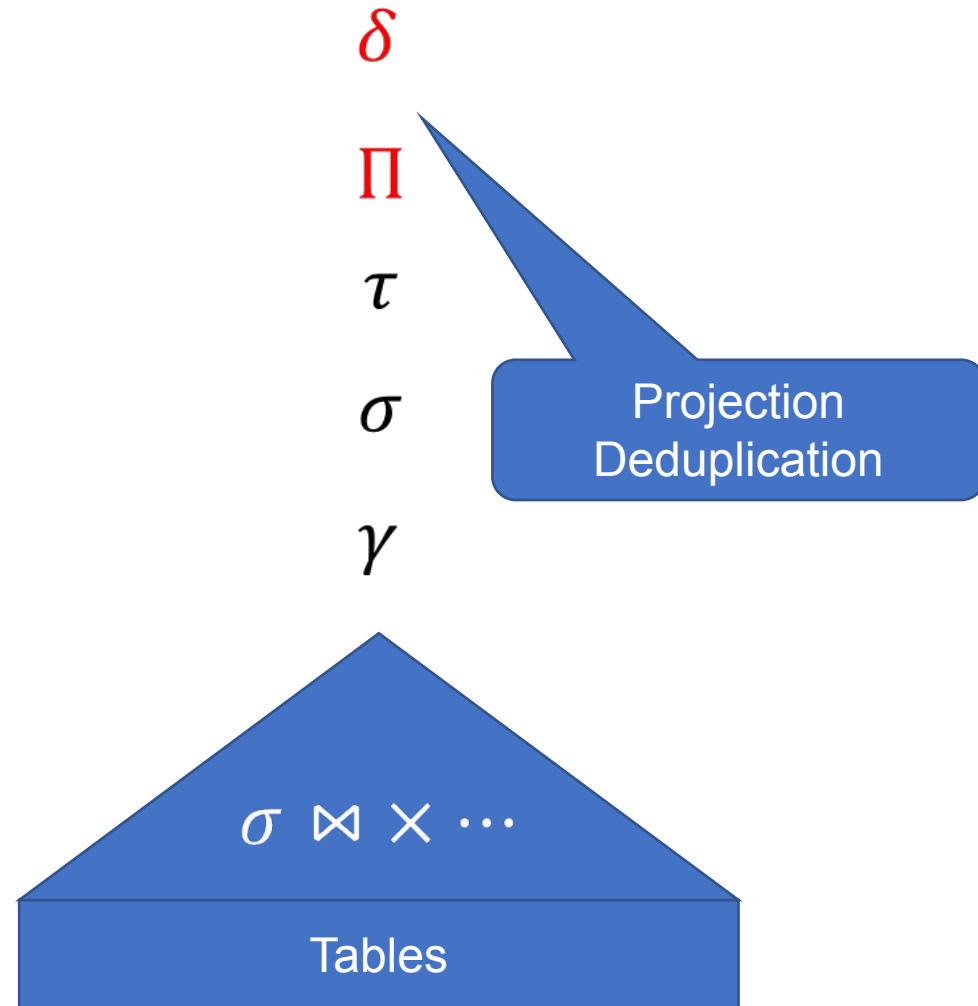 δ
Π
τ
σ
Projection
Deduplication
γ
σ ⋈ × ⋯
Tables